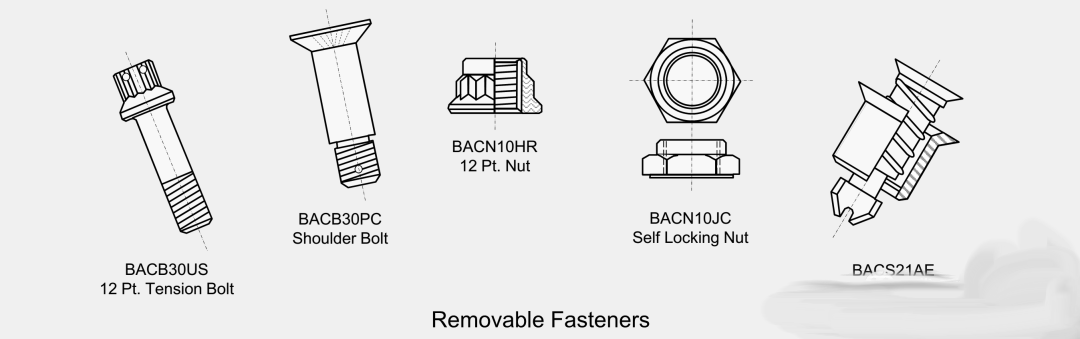 BACB30US
12 Pt. Tension Bolt
BACB30PC
Shoulder Bolt
BACN10HR
12 Pt. Nut
BACN10JC
Self Locking Nut
BACS21AE
Removable Fasteners